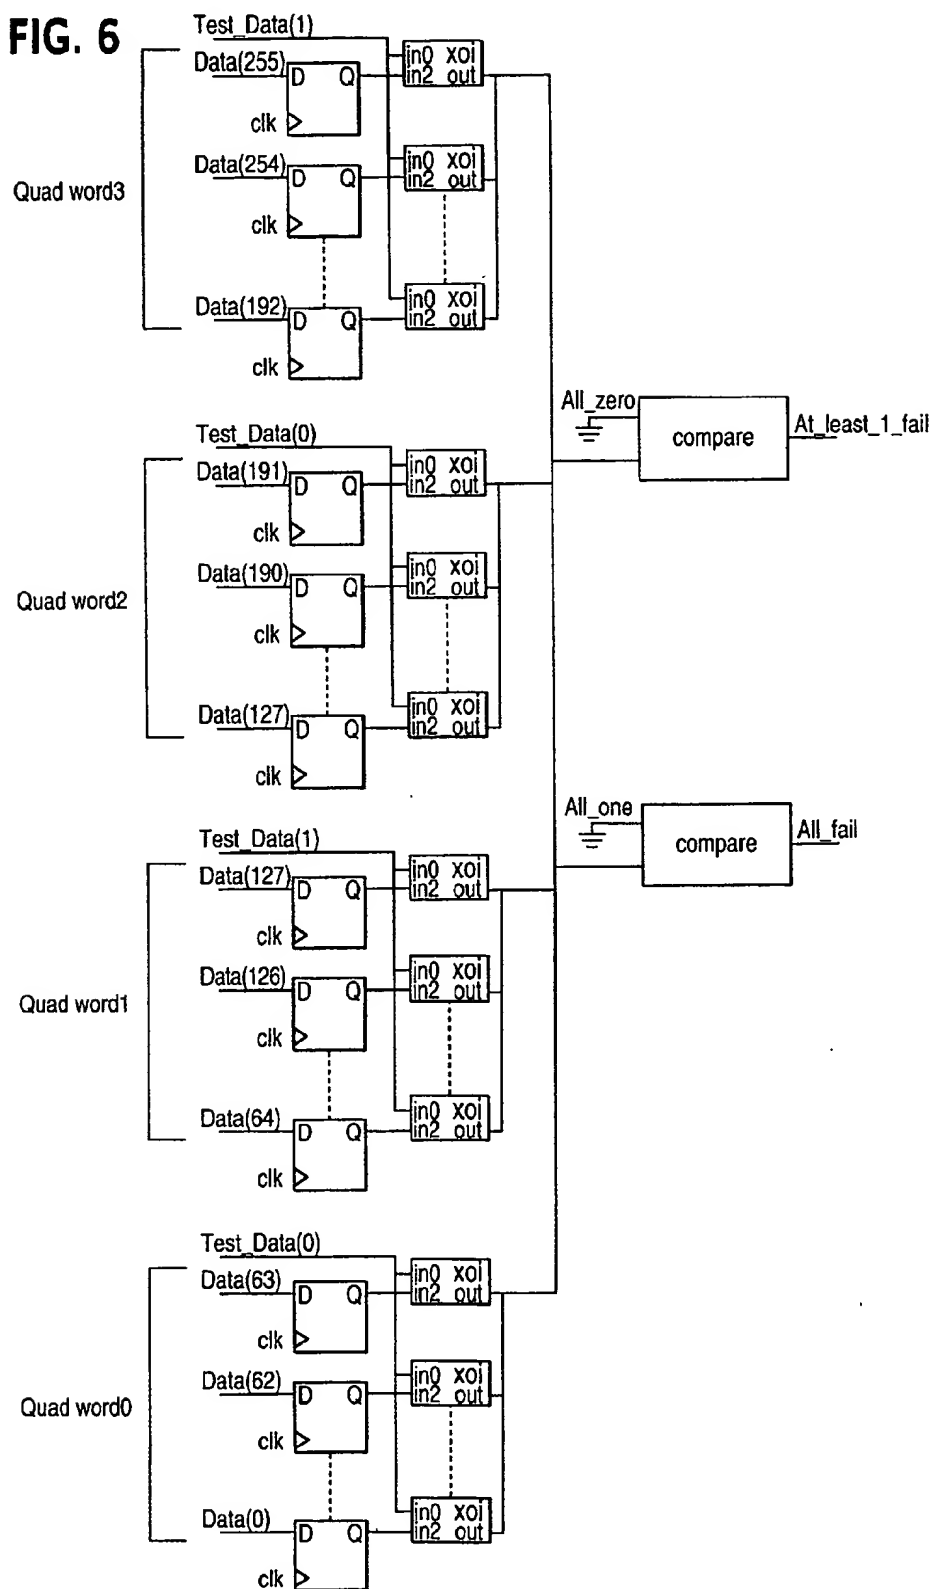 FIG. 6
Test_Data(1)
Data(255)
D Q
clk
in0 xoi
in2 out
Data(254)
D Q
clk
in0 xoi
in2 out
Quad word3
Data(192)
D Q
clk
in0 xoi
in2 out
All_zero
compare
At_least_1_fail
Test_Data(0)
Data(191)
D Q
clk
in0 xoi
in2 out
Data(190)
D Q
clk
in0 xoi
in2 out
Quad word2
Data(127)
D Q
clk
in0 xoi
in2 out
All_one
compare
All_fail
Test_Data(1)
Data(127)
D Q
clk
in0 xoi
in2 out
Data(126)
D Q
clk
in0 xoi
in2 out
Quad word1
Data(64)
D Q
clk
in0 xoi
in2 out
Test_Data(0)
Data(63)
D Q
clk
in0 xoi
in2 out
Data(62)
D Q
clk
in0 xoi
in2 out
Quad word0
Data(0)
D Q
clk
in0 xoi
in2 out